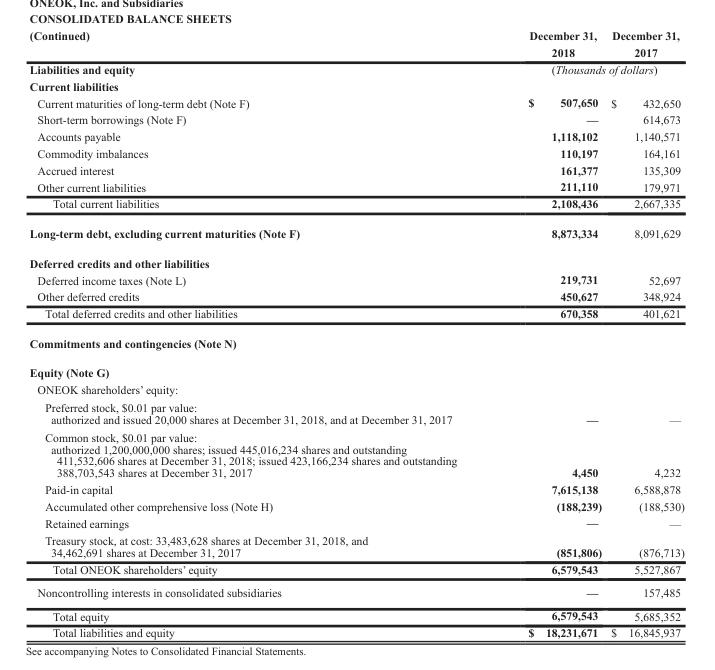 ONEOK, Inc. and Subsidiaries
CONSOLIDATED BALANCE SHEETS
(Continued) December 31, December 31,
2018 2017
Liabilities and equity (Thousands of dollars)
Current liabilities
Current maturities of long-term debt (Note F) $ 507,650 $ 432,650
Short-term borrowings (Note F) — 614,673
Accounts payable 1,118,102 1,140,571
Commodity imbalances 110,197 164,161
Accrued interest 161,377 135,309
Other current liabilities 211,110 179,971
Total current liabilities 2,108,436 2,667,335
Long-term debt, excluding current maturities (Note F) 8,873,334 8,091,629
Deferred credits and other liabilities
Deferred income taxes (Note L) 219,731 52,697
Other deferred credits 450,627 348,924
Total deferred credits and other liabilities 670,358 401,621
Commitments and contingencies (Note N)
Equity (Note G)
ONEOK shareholders’ equity:
Preferred stock, $0.01 par value:
authorized and issued 20,000 shares at December 31, 2018, and at December 31, 2017 — —
Common stock, $0.01 par value:
authorized 1,200,000,000 shares; issued 445,016,234 shares and outstanding
411,532,606 shares at December 31, 2018; issued 423,166,234 shares and outstanding
388,703,543 shares at December 31, 2017 4,450 4,232
Paid-in capital 7,615,138 6,588,878
Accumulated other comprehensive loss (Note H) (188,239) (188,530)
Retained earnings — —
Treasury stock, at cost: 33,483,628 shares at December 31, 2018, and
34,462,691 shares at December 31, 2017 (851,806) (876,713)
Total ONEOK shareholders’ equity 6,579,543 5,527,867
Noncontrolling interests in consolidated subsidiaries — 157,485
Total equity 6,579,543 5,685,352
Total liabilities and equity $ 18,231,671 $ 16,845,937
See accompanying Notes to Consolidated Financial Statements.